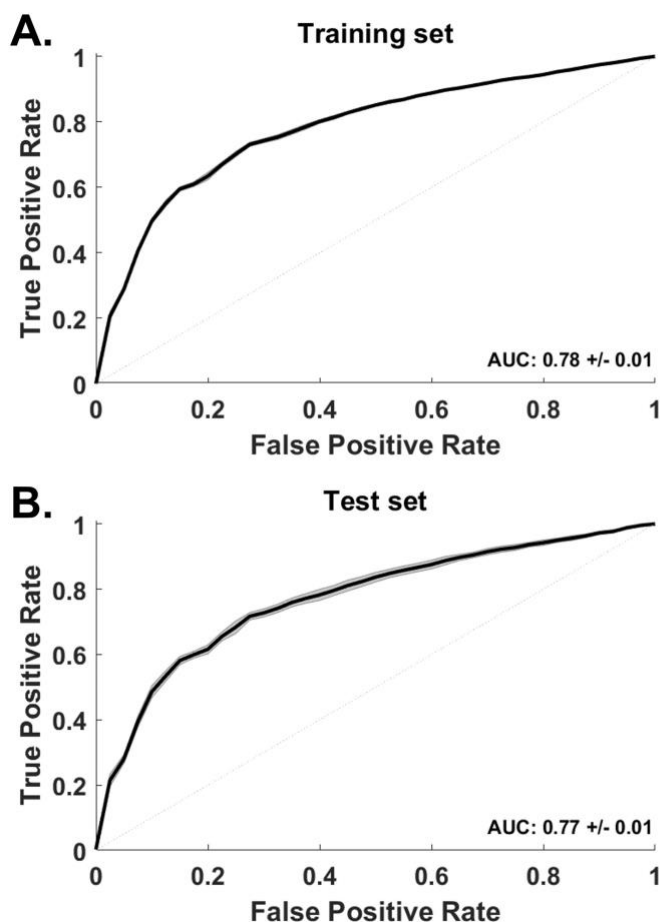 A.
Training set
1
0.8
0.6
0.4
0.2
0
True Positive Rate
AUC: 0.78 +/- 0.01
0 0.2 0.4 0.6 0.8 1
False Positive Rate
B.
Test set
1
0.8
0.6
0.4
0.2
0
True Positive Rate
AUC: 0.77 +/- 0.01
0 0.2 0.4 0.6 0.8 1
False Positive Rate